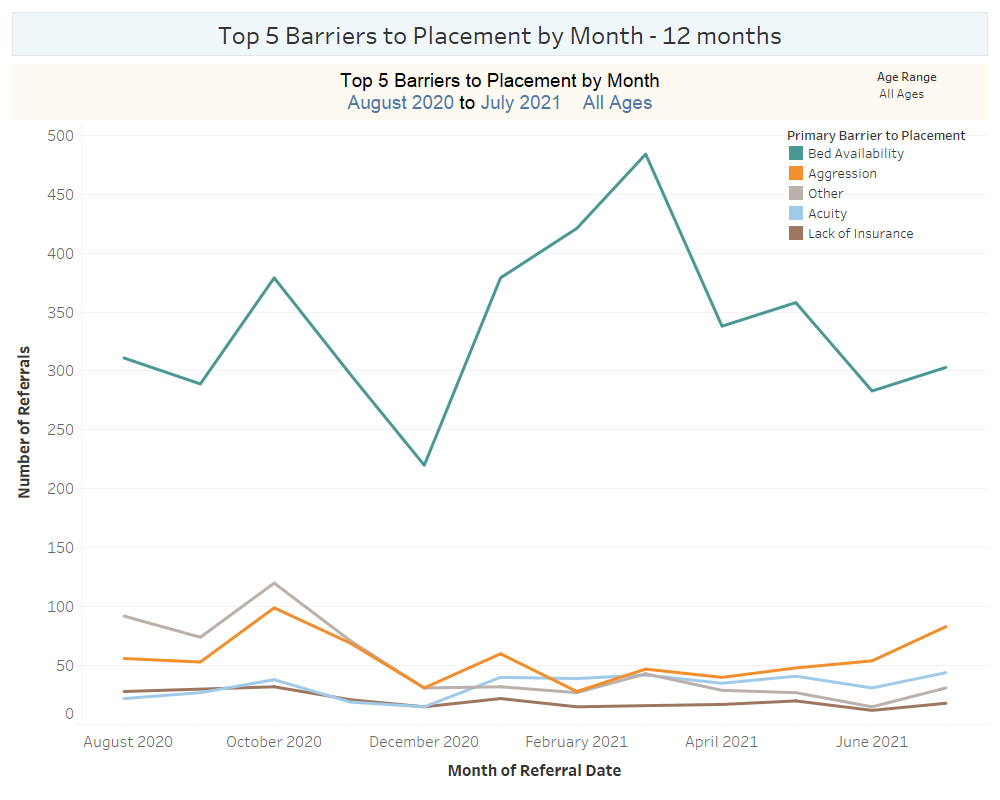 Top 5 Barriers to Placement by Month - 12 months
Top 5 Barriers to Placement by Month
August 2020 to July 2021 All Ages
Age Range
All Ages
Primary Barrier to Placement
Bed Availability
Aggression
Other
Acuity
Lack of Insurance
Number of Referrals
500
450
400
350
300
250
200
150
100
50
0
August 2020
October 2020
December 2020
February 2021
April 2021
June 2021
Month of Referral Date